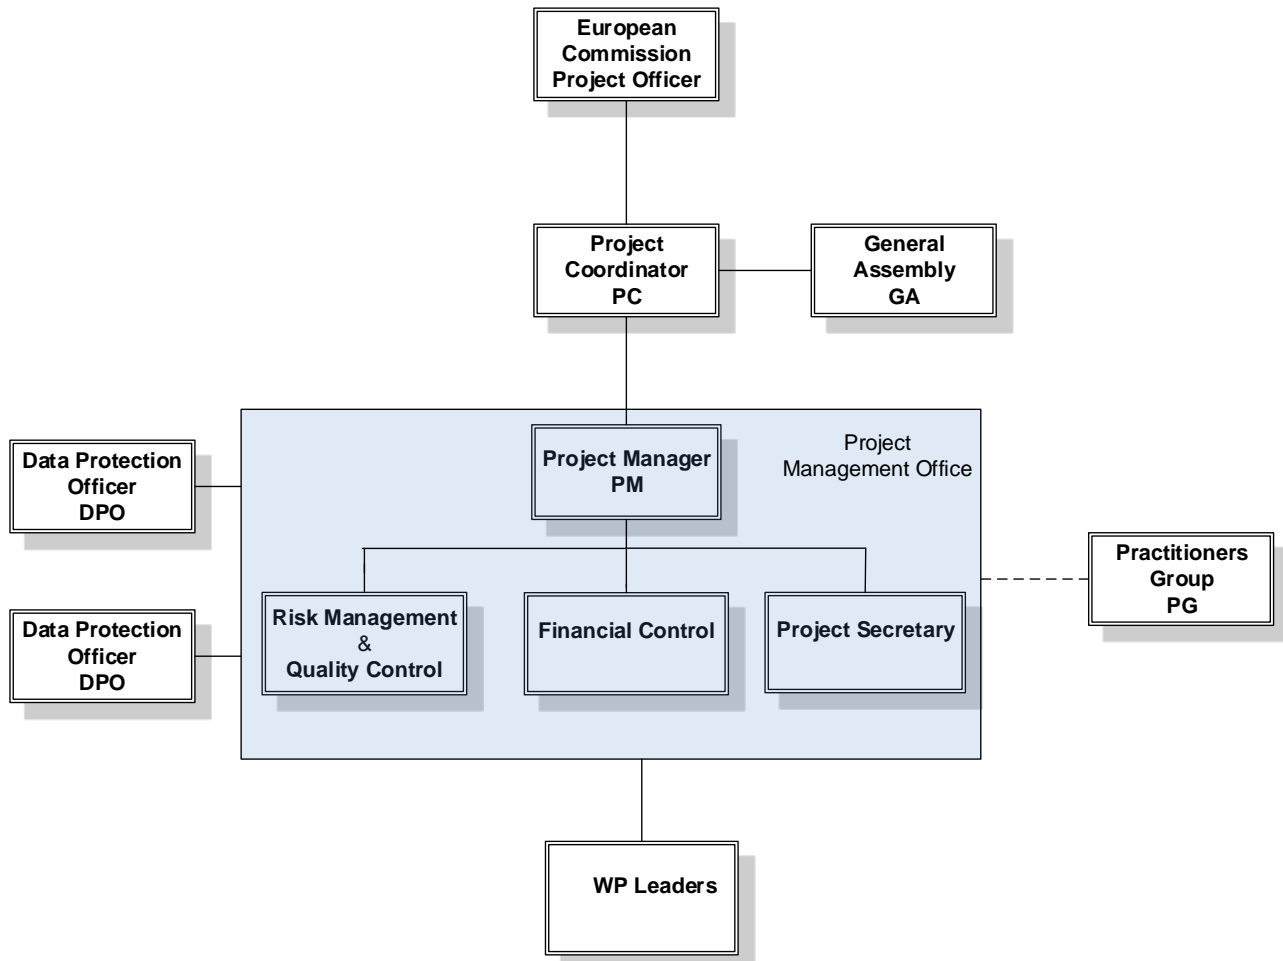 European
Commission
Project Officer
Project
Coordinator
PC
General
Assembly
GA
Project Manager
PM
Project
Management Office
Data Protection
Officer
DPO
Practitioners
Group
PG
Risk Management
&
Quality Control
Financial Control
Project Secretary
Data Protection
Officer
DPO
WP Leaders